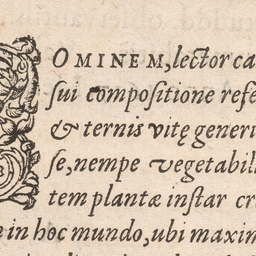 OMINEM, lector ca
sui compositione refe
& ternis vitę generi
se, nempe vegetabili
tem plantæ instar cr
in hoc mundo, ubi maxim